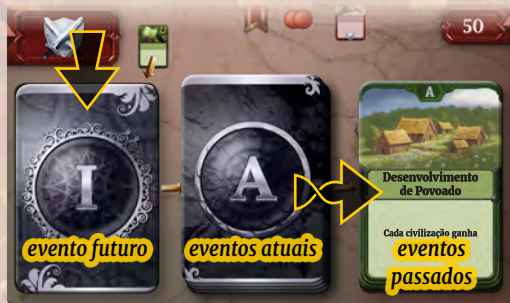 50
I
A
A
Desenvolvimento
de Povoado
Cada civilização ganha
evento futuro
eventos atuais
eventos
passados